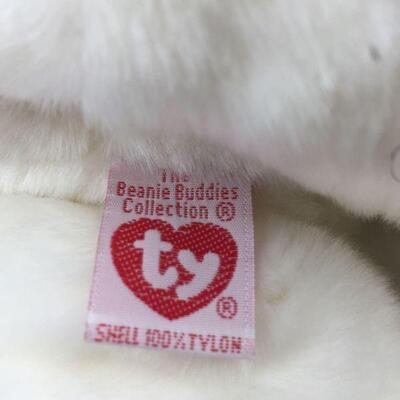 The
Beanie Buddies
Collection ®
ty ®
SHELL 100% TYLON